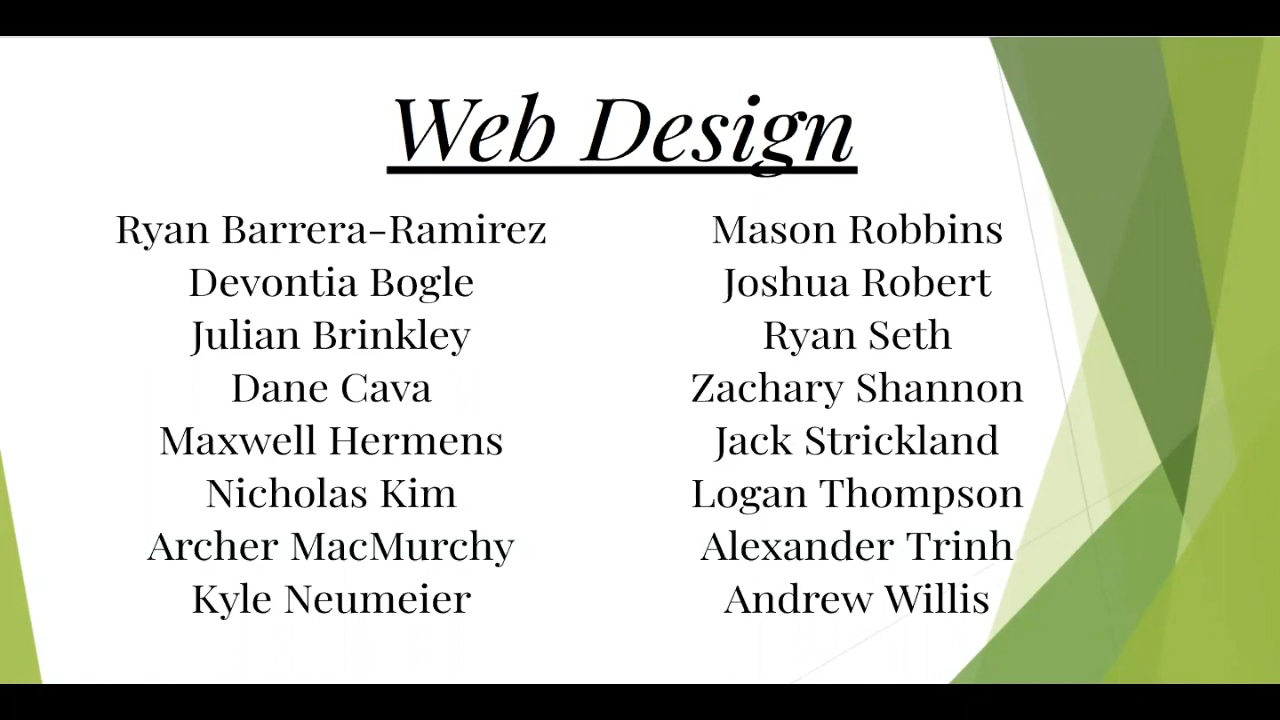 Web Design
Ryan Barrera-Ramirez
Devontia Bogle
Julian Brinkley
Dane Cava
Maxwell Hermens
Nicholas Kim
Archer MacMurchy
Kyle Neumeier
Mason Robbins
Joshua Robert
Ryan Seth
Zachary Shannon
Jack Strickland
Logan Thompson
Alexander Trinh
Andrew Willis